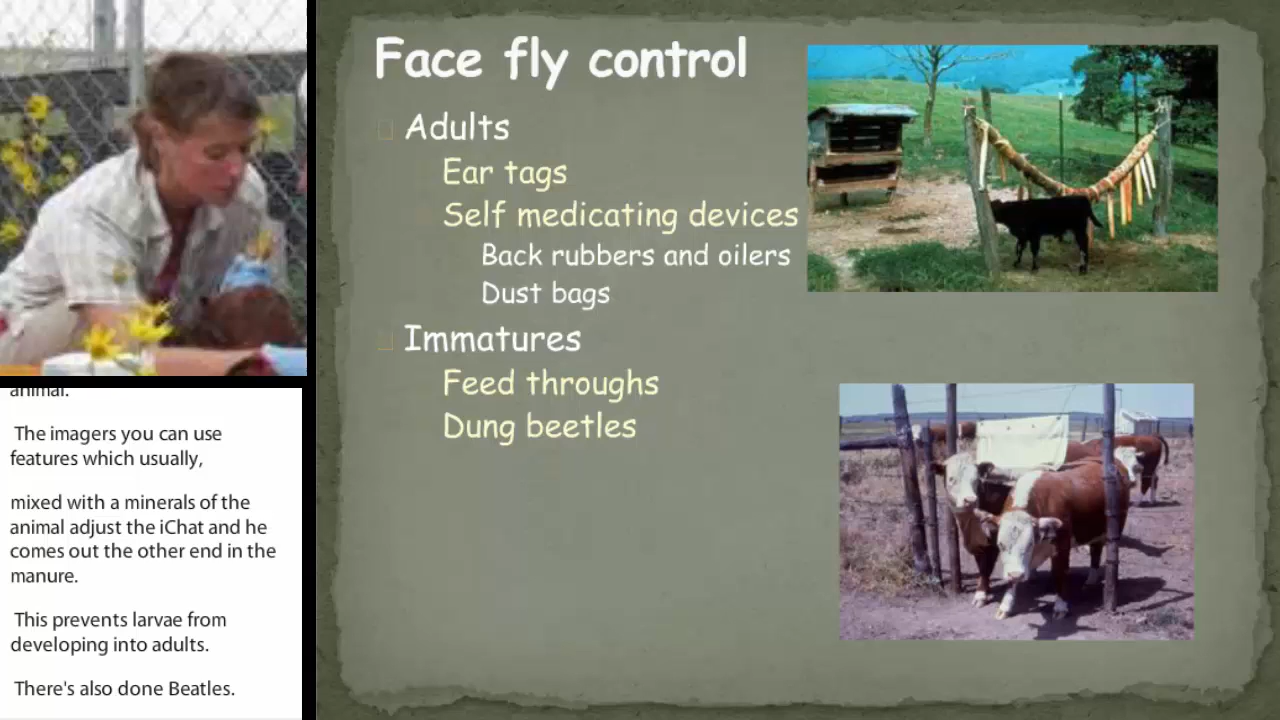 Face fly control
Adults
Ear tags
Self medicating devices
Back rubbers and oilers
Dust bags
Immatures
Feed throughs
Dung beetles
animal.
The imagers you can use
features which usually,
mixed with a minerals of the
animal adjust the iChat and he
comes out the other end in the
manure.
This prevents larvae from
developing into adults.
There's also done Beatles.